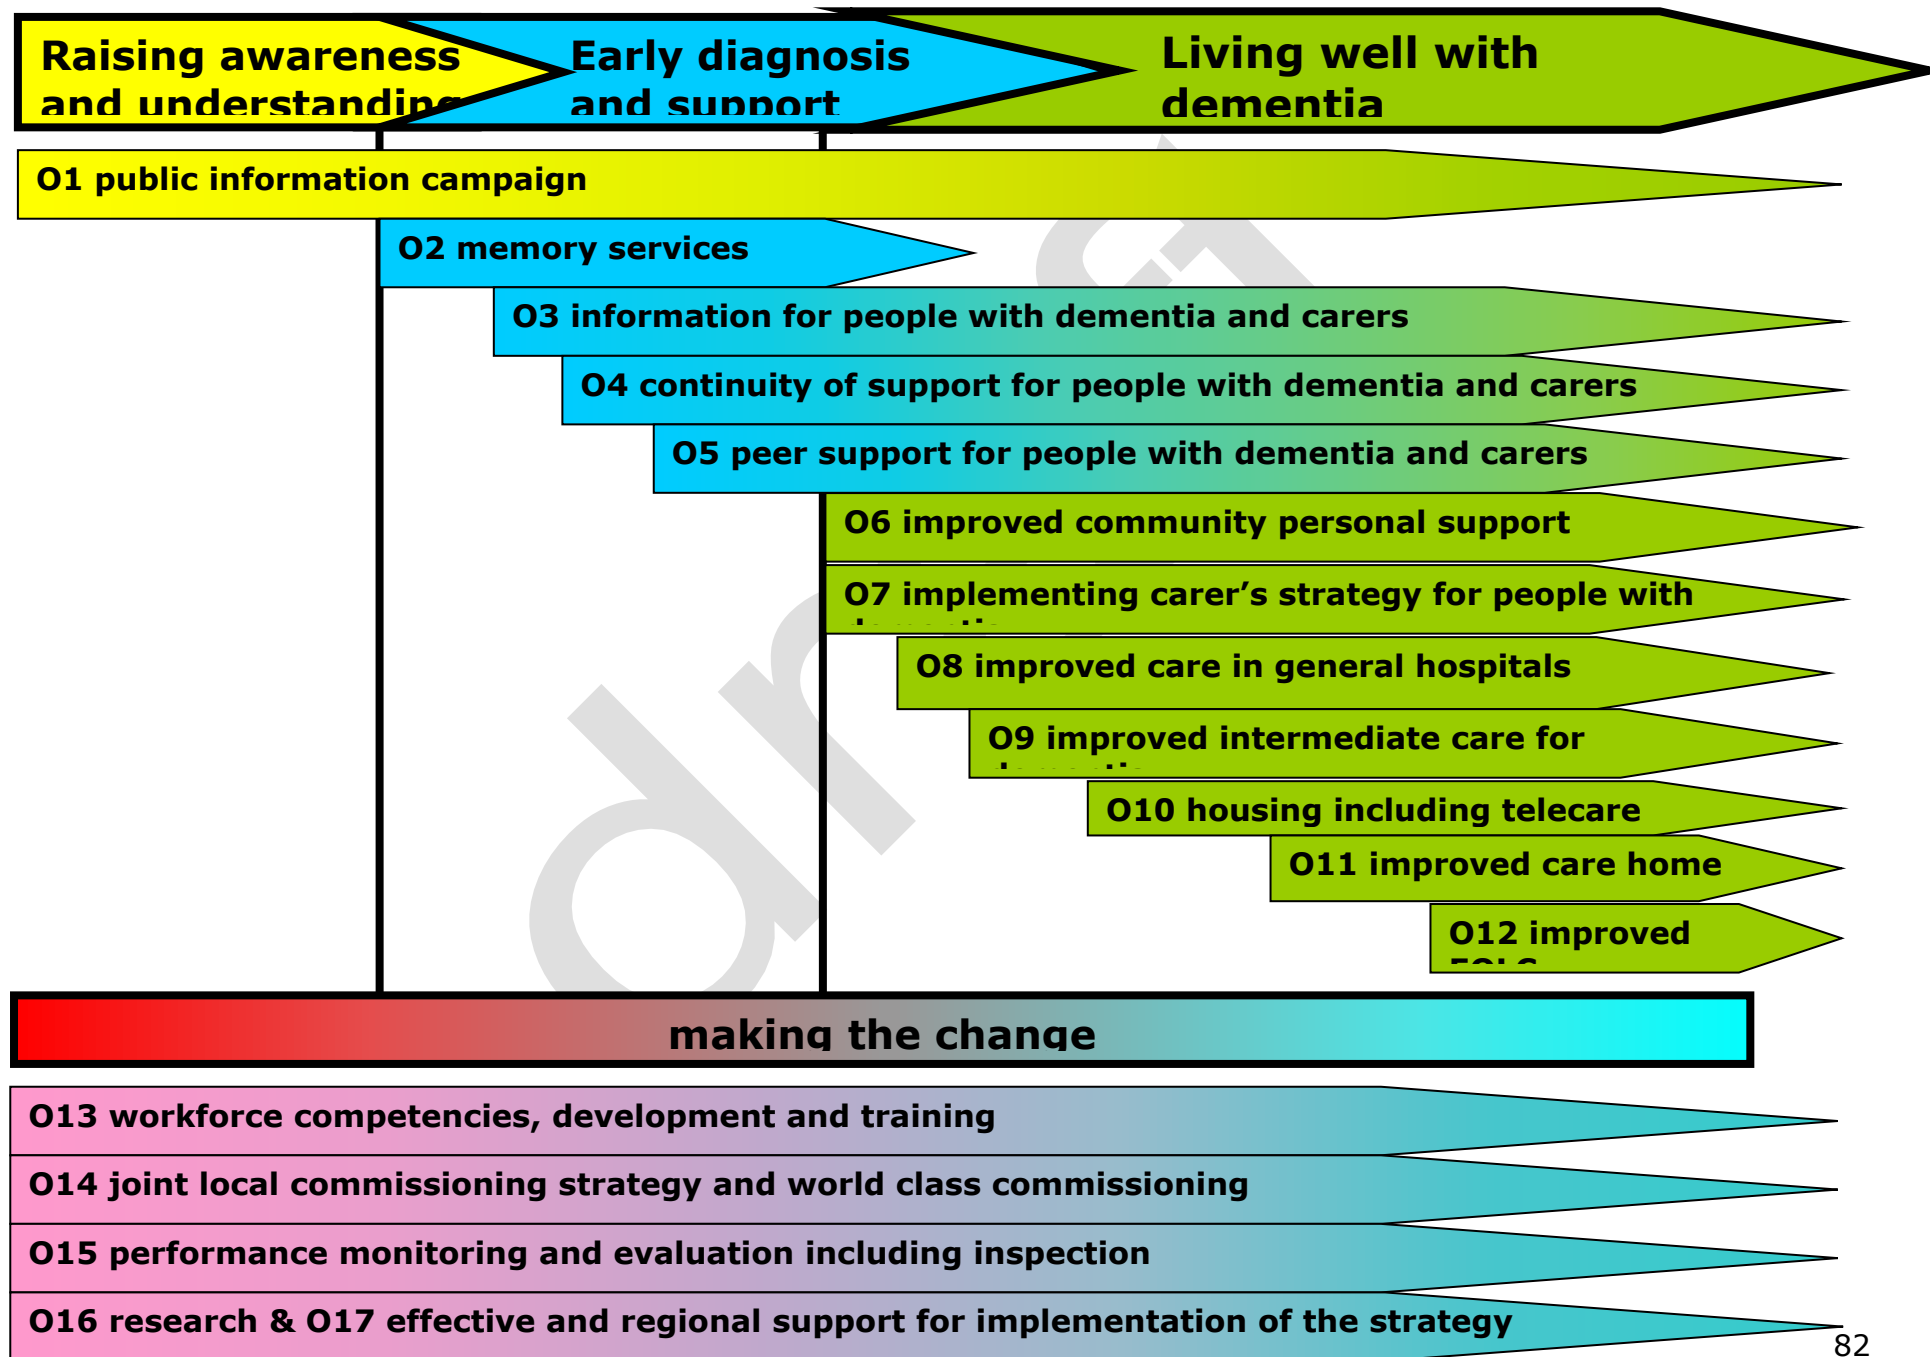 Raising awareness
and understanding
Early diagnosis
and support
Living well with
dementia
O1 public information campaign
O2 memory services
O3 information for people with dementia and carers
O4 continuity of support for people with dementia and carers
O5 peer support for people with dementia and carers
O6 improved community personal support
O7 implementing carer’s strategy for people with
O8 improved care in general hospitals
O9 improved intermediate care for
O10 housing including telecare
O11 improved care home
O12 improved
making the change
O13 workforce competencies, development and training
O14 joint local commissioning strategy and world class commissioning
O15 performance monitoring and evaluation including inspection
O16 research & O17 effective and regional support for implementation of the strategy
82